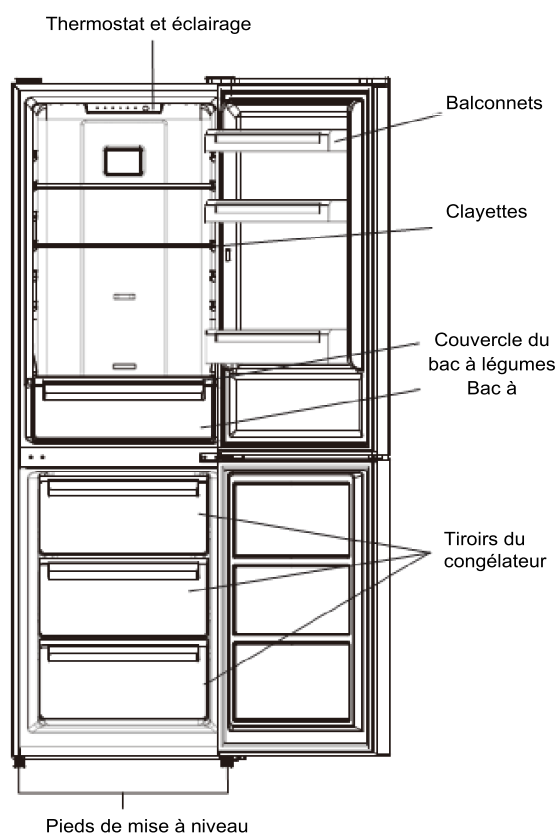 Thermostat et éclairage
Balconnets
Clayettes
Couvercle du
bac à légumes
Bac à
Tiroirs du
congélateur
Pieds de mise à niveau